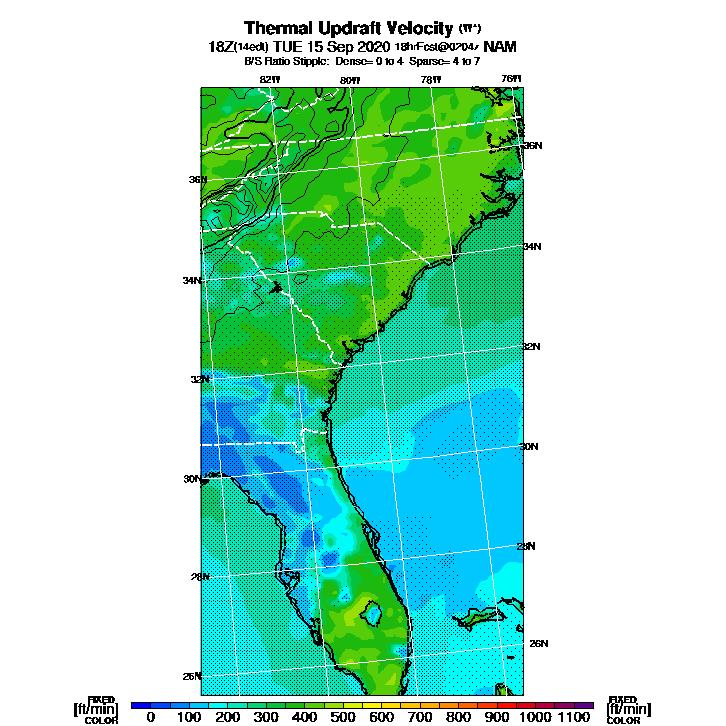 Thermal Updraft Velocity (W*)
18Z(14edt) TUE 15 Sep 2020 18hrFcst@0204z NAM
B/S Ratio Stipple: Dense= 0 to 4 Sparse= 4 to 7
82W 80W 78W 76W
36N
36N
34N
34N
32N
32N
30N
30N
28N
28N
26N
26N
FIXED
[ft/min]
COLOR
0 100 200 300 400 500 600 700 800 900 1000 1100
FIXED
[ft/min]
COLOR